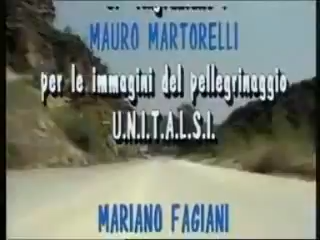 MAURO MARTORELLI
per le immagini del pellegrinaggio
U.N.I.T.A.L.S.I.
MARIANO FAGIANI